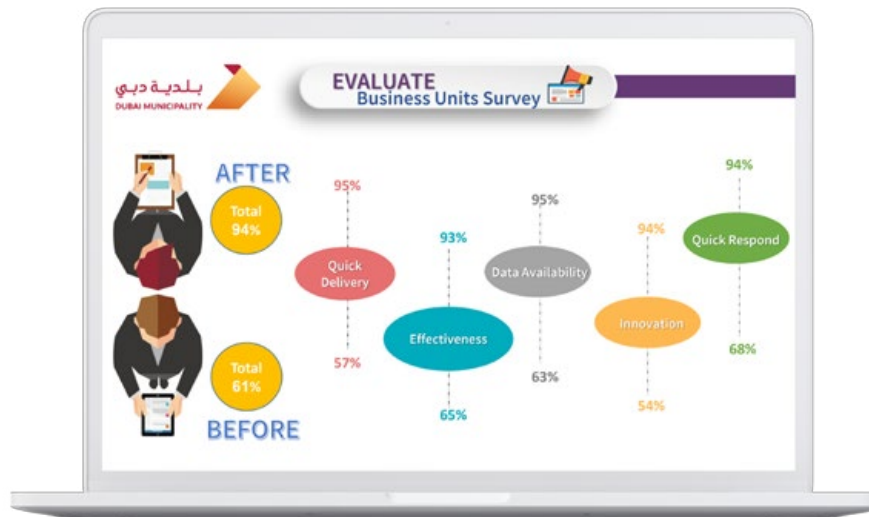 بلدية دبي
DUBAI MUNICIPALITY
EVALUATE
Business Units Survey
AFTER
Total
94%
BEFORE
Total
61%
95%
Quick
Delivery
57%
93%
Effectiveness
65%
95%
Data Availability
63%
94%
Innovation
54%
94%
Quick Respond
68%